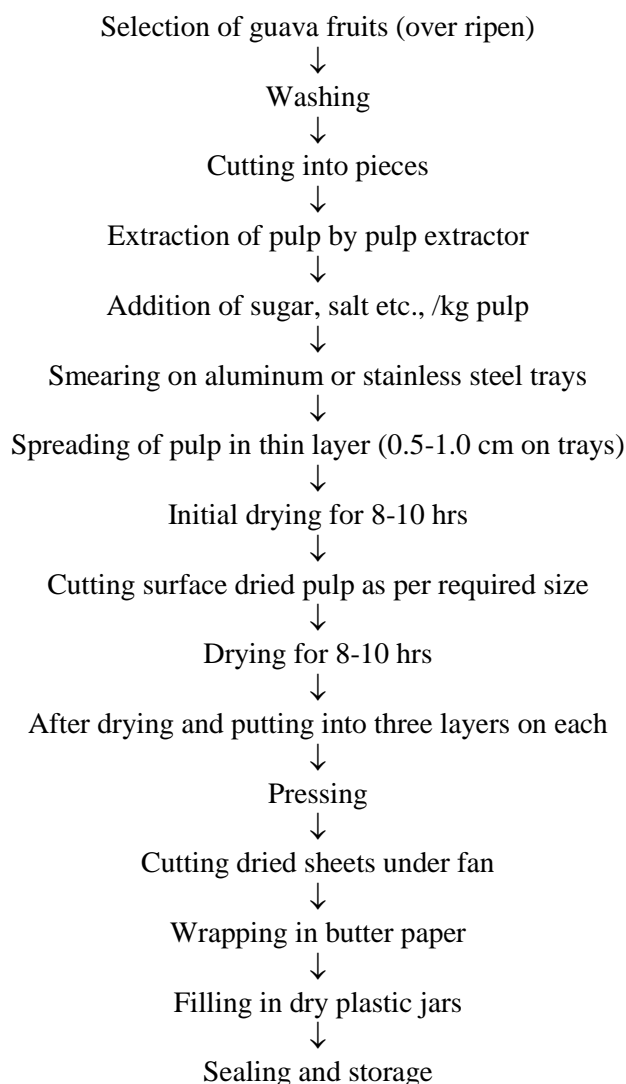 Selection of guava fruits (over ripen)
↓
Washing
↓
Cutting into pieces
↓
Extraction of pulp by pulp extractor
↓
Addition of sugar, salt etc., /kg pulp
↓
Smearing on aluminum or stainless steel trays
↓
Spreading of pulp in thin layer (0.5-1.0 cm on trays)
↓
Initial drying for 8-10 hrs
↓
Cutting surface dried pulp as per required size
↓
Drying for 8-10 hrs
↓
After drying and putting into three layers on each
↓
Pressing
↓
Cutting dried sheets under fan
↓
Wrapping in butter paper
↓
Filling in dry plastic jars
↓
Sealing and storage